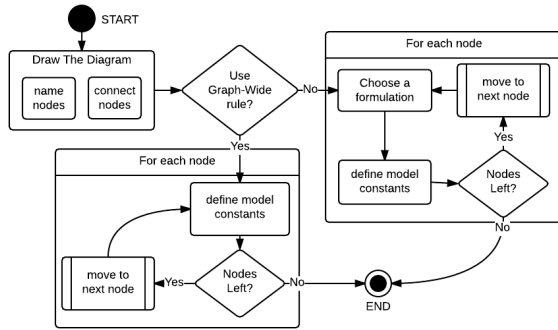 START
Draw The Diagram
name
nodes
connect
nodes
Use
Graph-Wide
rule?
No
Yes
For each node
Choose a
formulation
move to
next node
Yes
define model
constants
Nodes
Left?
No
For each node
define model
constants
move to
next node
Yes
Nodes
Left?
No
END